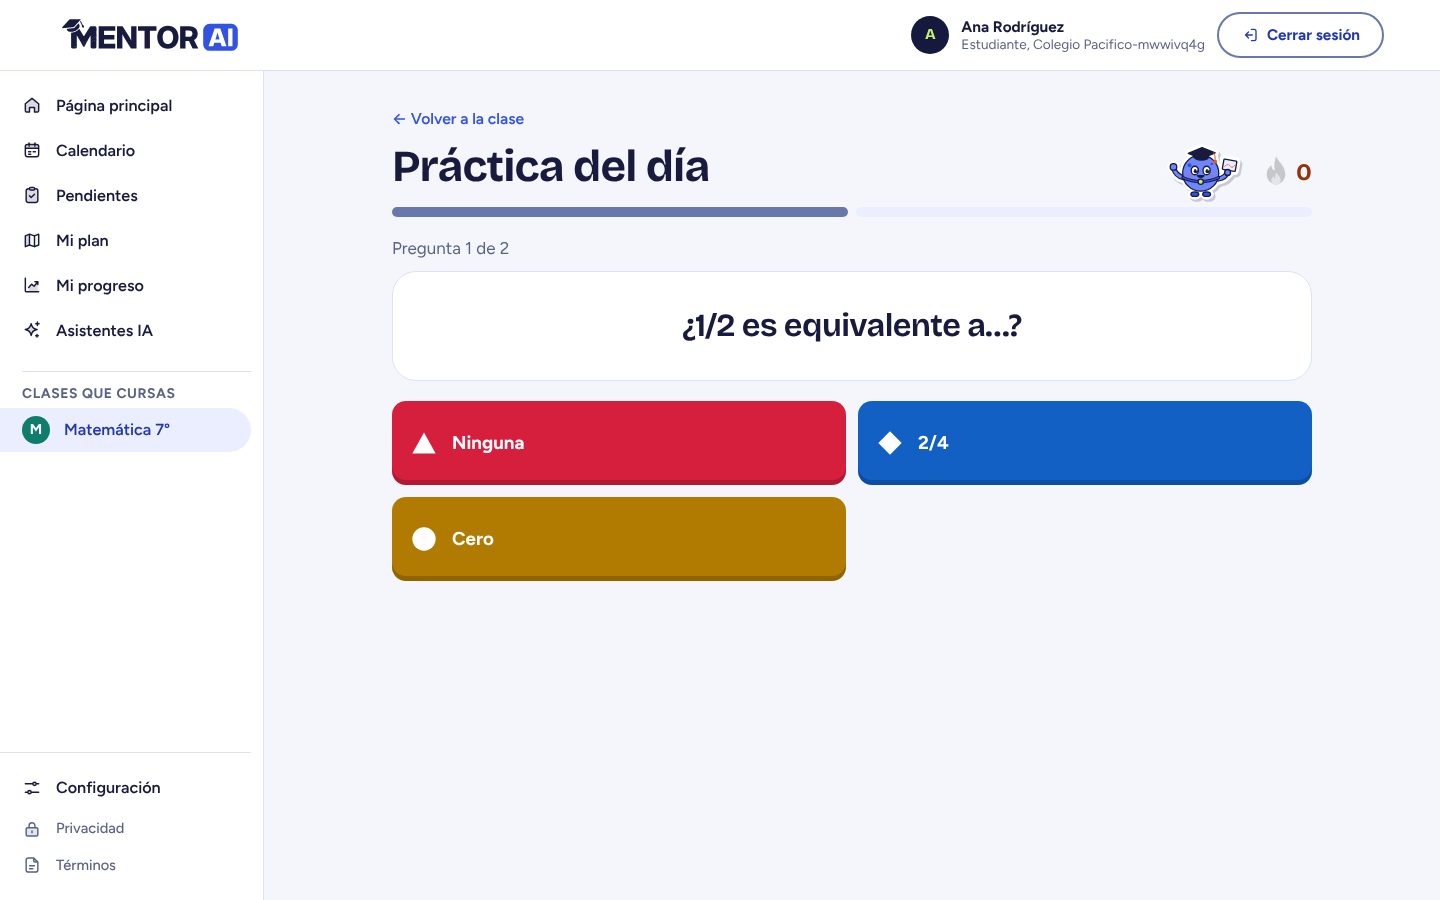 MENTOR AI
A
Ana Rodríguez
Estudiante, Colegio Pacifico-mwwivq4g
Cerrar sesión
Página principal
Calendario
Pendientes
Mi plan
Mi progreso
Asistentes IA
CLASES QUE CURSAS
M Matemática 7°
Configuración
Privacidad
Términos
← Volver a la clase
Práctica del día
0
Pregunta 1 de 2
¿1/2 es equivalente a...?
Ninguna
2/4
Cero